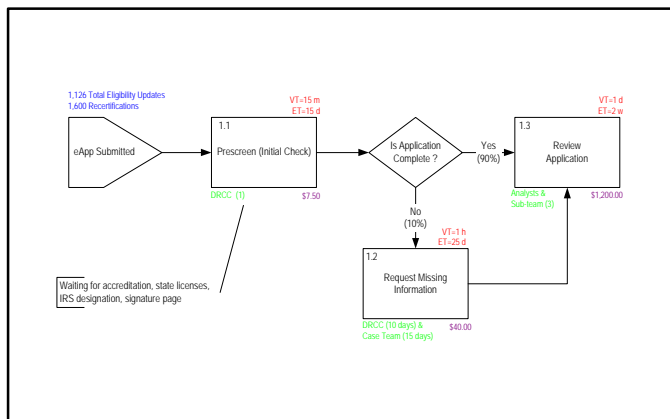 1,126 Total Eligibility Updates
1,600 Recertifications
eApp Submitted
VT=15 m
ET=15 d
1.1
Prescreen (Initial Check)
DRCC (1)
$7.50
Is Application
Complete ?
Yes
(90%)
No
(10%)
VT=1 d
ET=2 w
1.3
Review
Application
Analysts &
Sub-team (3)
$1,200.00
VT=1 h
ET=25 d
1.2
Request Missing
Information
DRCC (10 days) &
Case Team (15 days)
$40.00
Waiting for accreditation, state licenses,
IRS designation, signature page